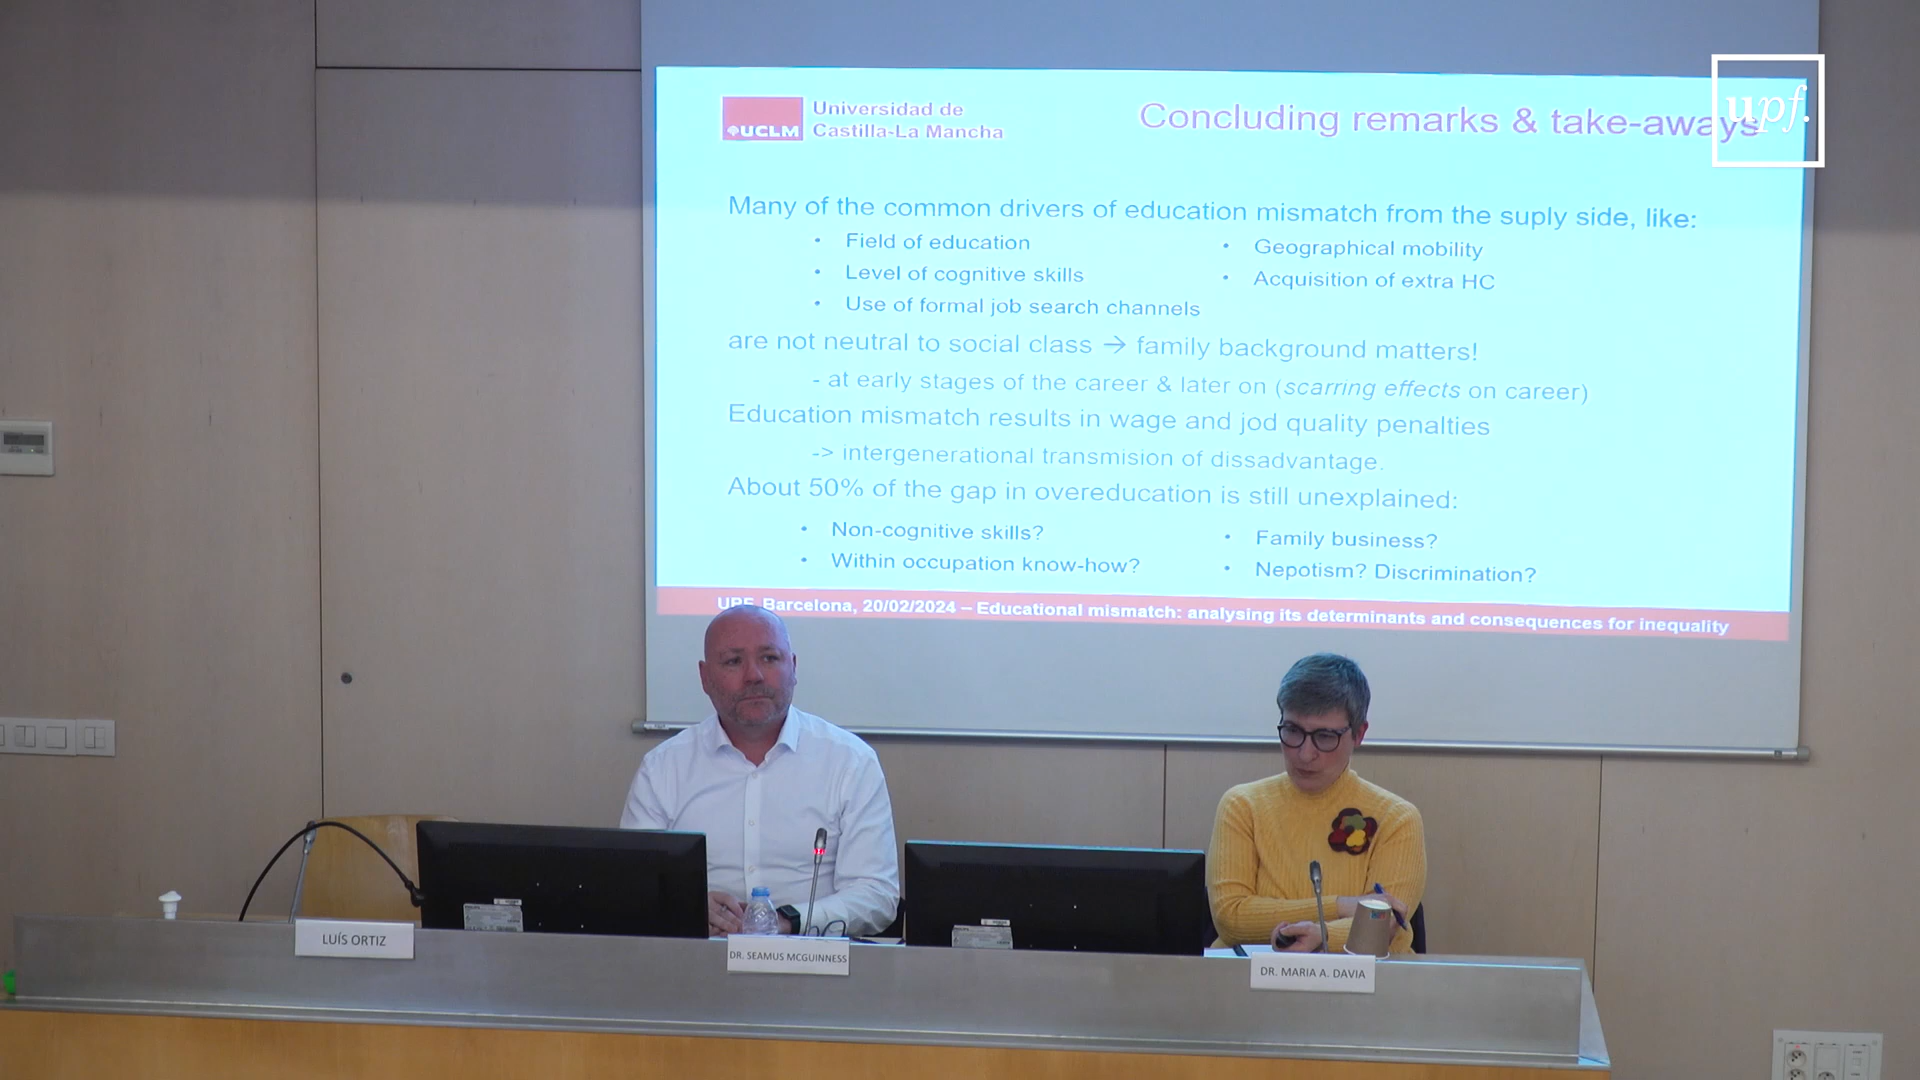 upf.
UCLM
Universidad de
Castilla-La Mancha
Concluding remarks & take-aways
Many of the common drivers of education mismatch from the suply side, like:
• Field of education
• Level of cognitive skills
• Use of formal job search channels
• Geographical mobility
• Acquisition of extra HC
are not neutral to social class → family background matters!
- at early stages of the career & later on (scarring effects on career)
Education mismatch results in wage and jod quality penalties
-> intergenerational transmision of dissadvantage.
About 50% of the gap in overeducation is still unexplained:
• Non-cognitive skills?
• Within occupation know-how?
• Family business?
• Nepotism? Discrimination?
UPF, Barcelona, 20/02/2024 – Educational mismatch: analysing its determinants and consequences for inequality
LUÍS ORTIZ
DR. SEAMUS MCGUINNESS
DR. MARIA A. DAVIA